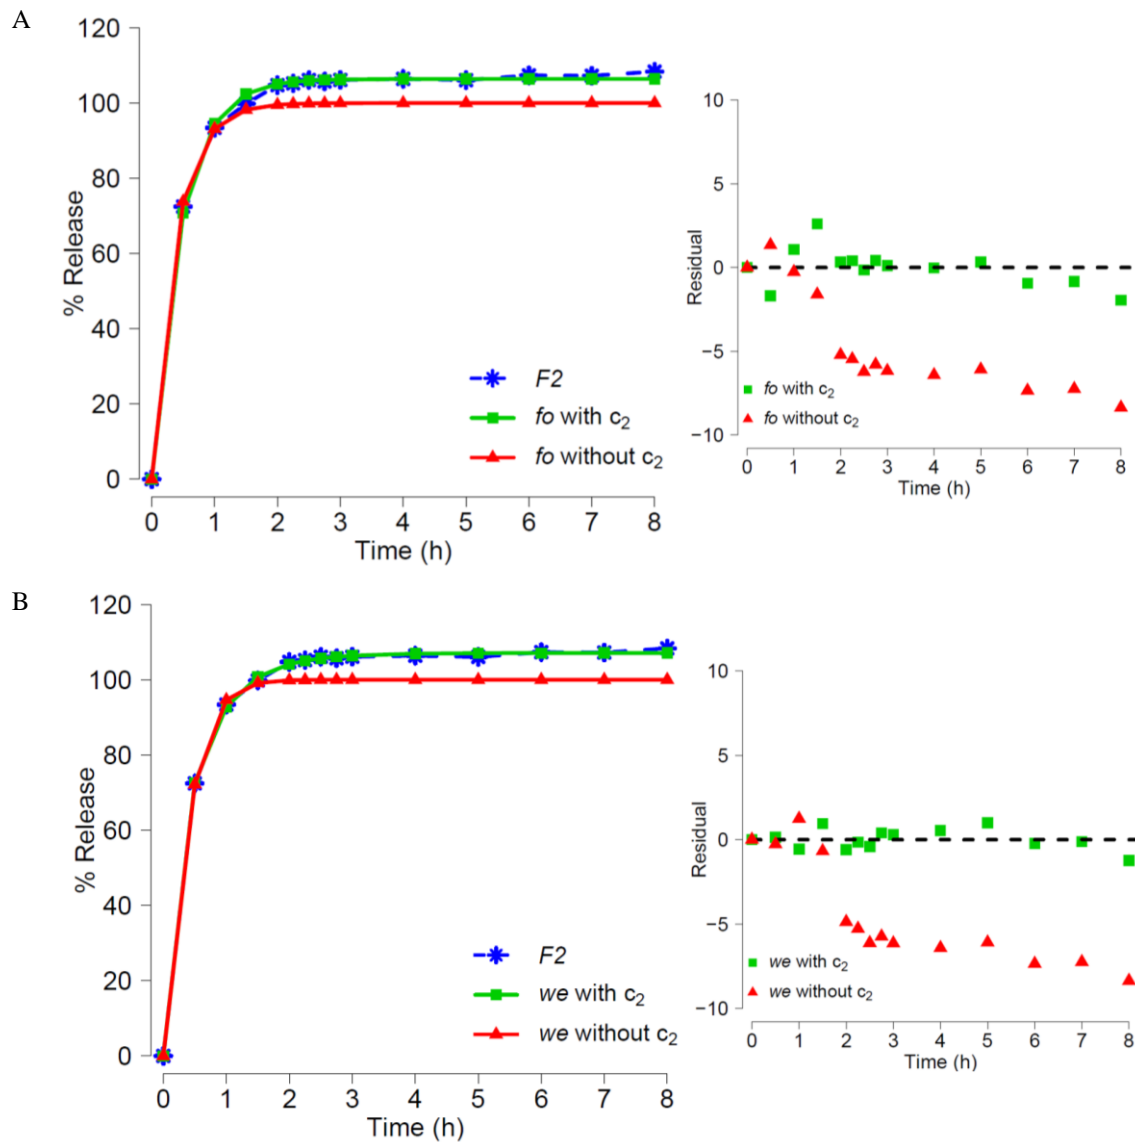 A
120
100
80
60
40
20
0
% Release
0 1 2 3 4 5 6 7 8
Time (h)
F2
fo with c₂
fo without c₂
10
5
0
−5
−10
Residual
fo with c₂
fo without c₂
0 1 2 3 4 5 6 7 8
Time (h)
B
120
100
80
60
40
20
0
% Release
0 1 2 3 4 5 6 7 8
Time (h)
F2
we with c₂
we without c₂
10
5
0
−5
−10
Residual
we with c₂
we without c₂
0 1 2 3 4 5 6 7 8
Time (h)